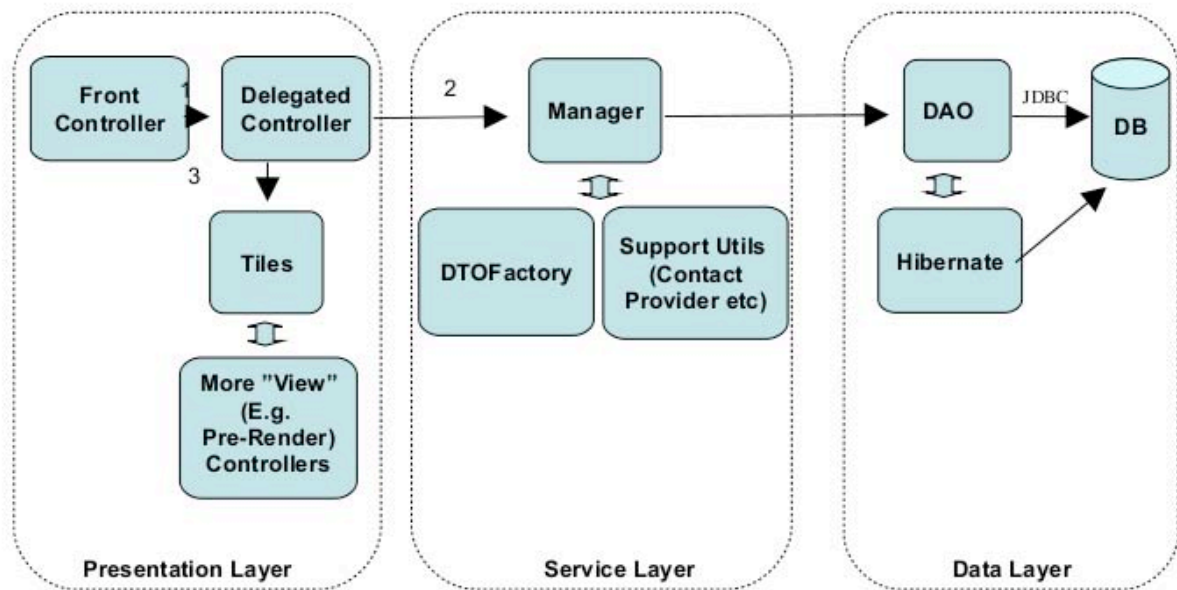 Front
Controller
1
Delegated
Controller
2
Manager
DAO
JDBC
DB
3
Tiles
DTOFactory
Support Utils
(Contact
Provider etc)
Hibernate
More ”View”
(E.g.
Pre-Render)
Controllers
Presentation Layer
Service Layer
Data Layer